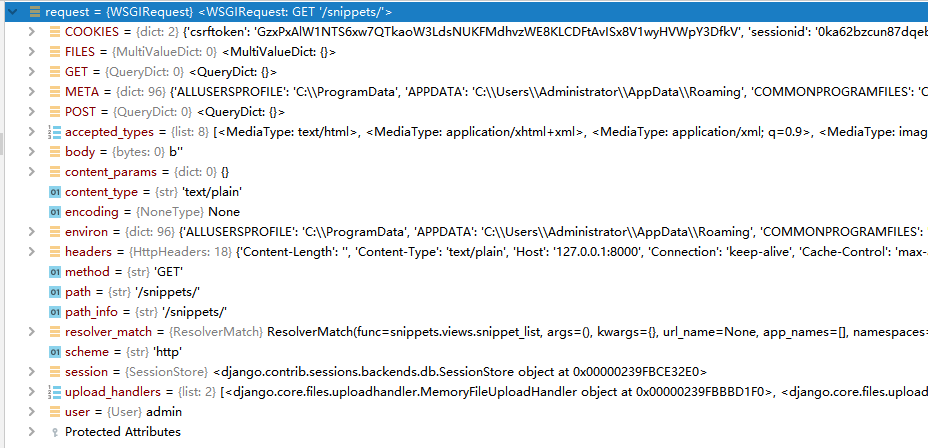 request = {WSGIRequest} <WSGIRequest: GET '/snippets/'>
COOKIES = {dict: 2} {'csrftoken': 'GzxPxAlW1NTS6xw7QTkaoW3LdsNUKFMdhvzWE8KLCDFtAvISx8V1wyHVWpY3DfkV', 'sessionid': '0ka62bzcun87dqeb
FILES = {MultiValueDict: 0} <MultiValueDict: {}>
GET = {QueryDict: 0} <QueryDict: {}>
META = {dict: 96} {'ALLUSERSPROFILE': 'C:\\ProgramData', 'APPDATA': 'C:\\Users\\Administrator\\AppData\\Roaming', 'COMMONPROGRAMFILES': 'C
POST = {QueryDict: 0} <QueryDict: {}>
accepted_types = {list: 8} [<MediaType: text/html>, <MediaType: application/xhtml+xml>, <MediaType: application/xml; q=0.9>, <MediaType: imag
body = {bytes: 0} b''
content_params = {dict: 0} {}
content_type = {str} 'text/plain'
encoding = {NoneType} None
environ = {dict: 96} {'ALLUSERSPROFILE': 'C:\\ProgramData', 'APPDATA': 'C:\\Users\\Administrator\\AppData\\Roaming', 'COMMONPROGRAMFILES':
headers = {HttpHeaders: 18} {'Content-Length': '', 'Content-Type': 'text/plain', 'Host': '127.0.0.1:8000', 'Connection': 'keep-alive', 'Cache-Control': 'max-a
method = {str} 'GET'
path = {str} '/snippets/'
path_info = {str} '/snippets/'
resolver_match = {ResolverMatch} ResolverMatch(func=snippets.views.snippet_list, args=(), kwargs={}, url_name=None, app_names=[], namespaces=
scheme = {str} 'http'
session = {SessionStore} <django.contrib.sessions.backends.db.SessionStore object at 0x00000239FBCE32E0>
upload_handlers = {list: 2} [<django.core.files.uploadhandler.MemoryFileUploadHandler object at 0x00000239FBBBD1F0>, <django.core.files.upload
user = {User} admin
Protected Attributes